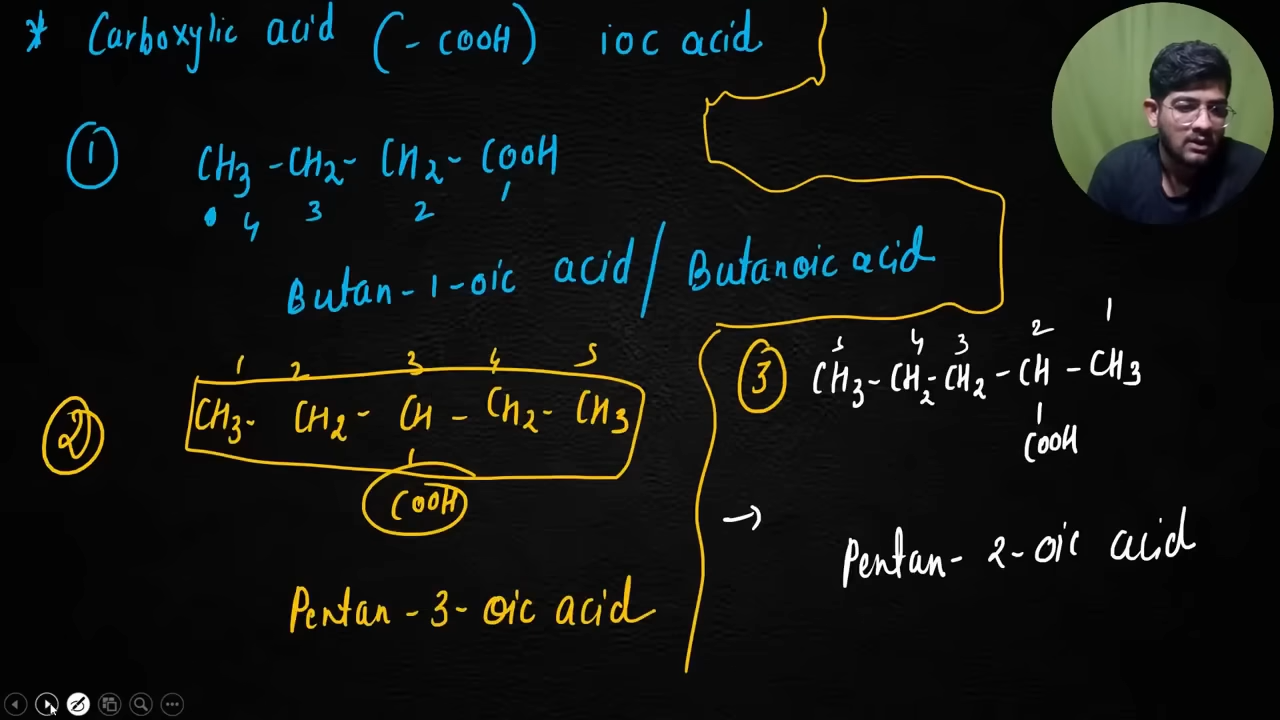 * Carboxylic acid (-COOH) ioc acid
① CH3 - CH2 - CH2 - COOH
4 3 2 1
Butan - 1 - oic acid / Butanoic acid
1 2 3 4 5
② CH3 - CH2 - CH - CH2 - CH3
COOH
Pentan - 3 - oic acid
5 4 3 2 1
③ CH3 - CH2 - CH2 - CH - CH3
COOH
→ Pentan - 2 - oic acid